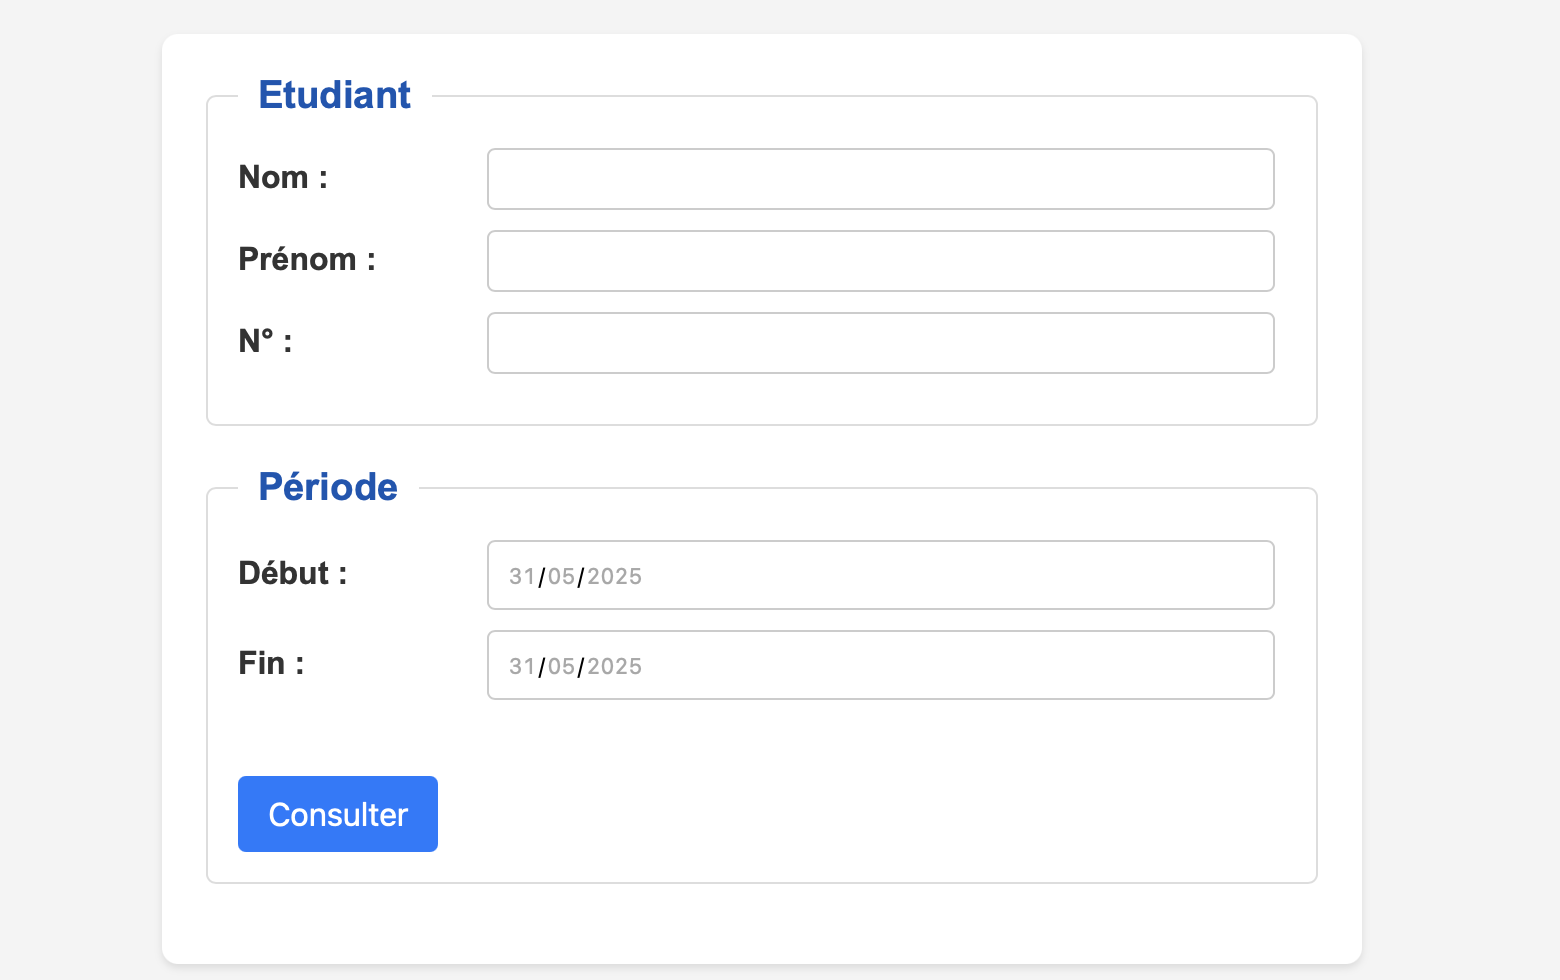 Etudiant
Nom :
Prénom :
N° :
Période
Début :
31/05/2025
Fin :
31/05/2025
Consulter